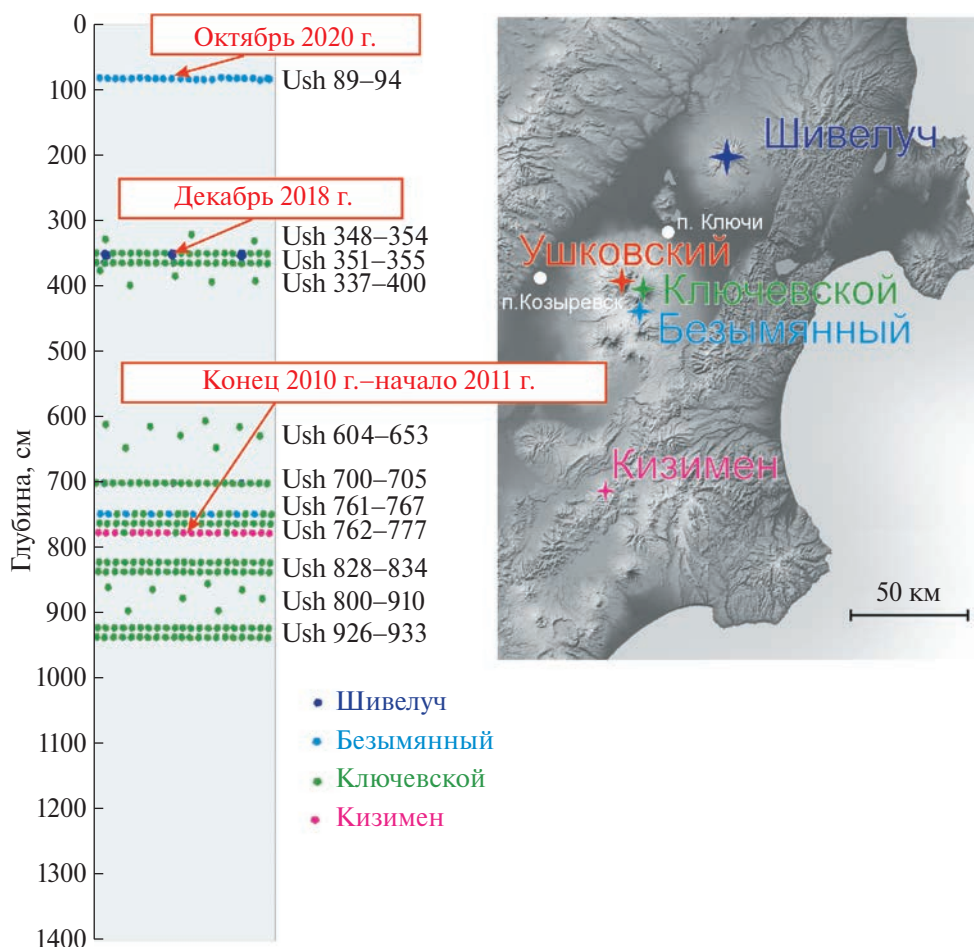 0
100
200
300
400
500
600
700
800
900
1000
1100
1200
1300
1400
Глубина, см
Октябрь 2020 г.
Ush 89–94
Декабрь 2018 г.
Ush 348–354
Ush 351–355
Ush 337–400
Конец 2010 г.–начало 2011 г.
Ush 604–653
Ush 700–705
Ush 761–767
Ush 762–777
Ush 828–834
Ush 800–910
Ush 926–933
Шивелуч
Безымянный
Ключевской
Кизимен
Шивелуч
п. Ключи
Ушковский
п.Козыревск
Ключевской
Безымянный
Кизимен
50 км